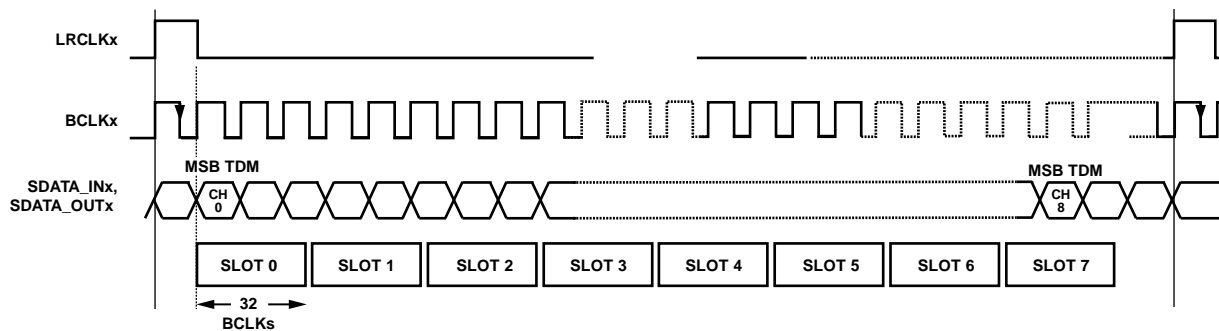 LRCLKx
BCLKx
MSB TDM
MSB TDM
SDATA_INx,
SDATA_OUTx
CH
0
CH
8
SLOT 0
SLOT 1
SLOT 2
SLOT 3
SLOT 4
SLOT 5
SLOT 6
SLOT 7
32
BCLKs